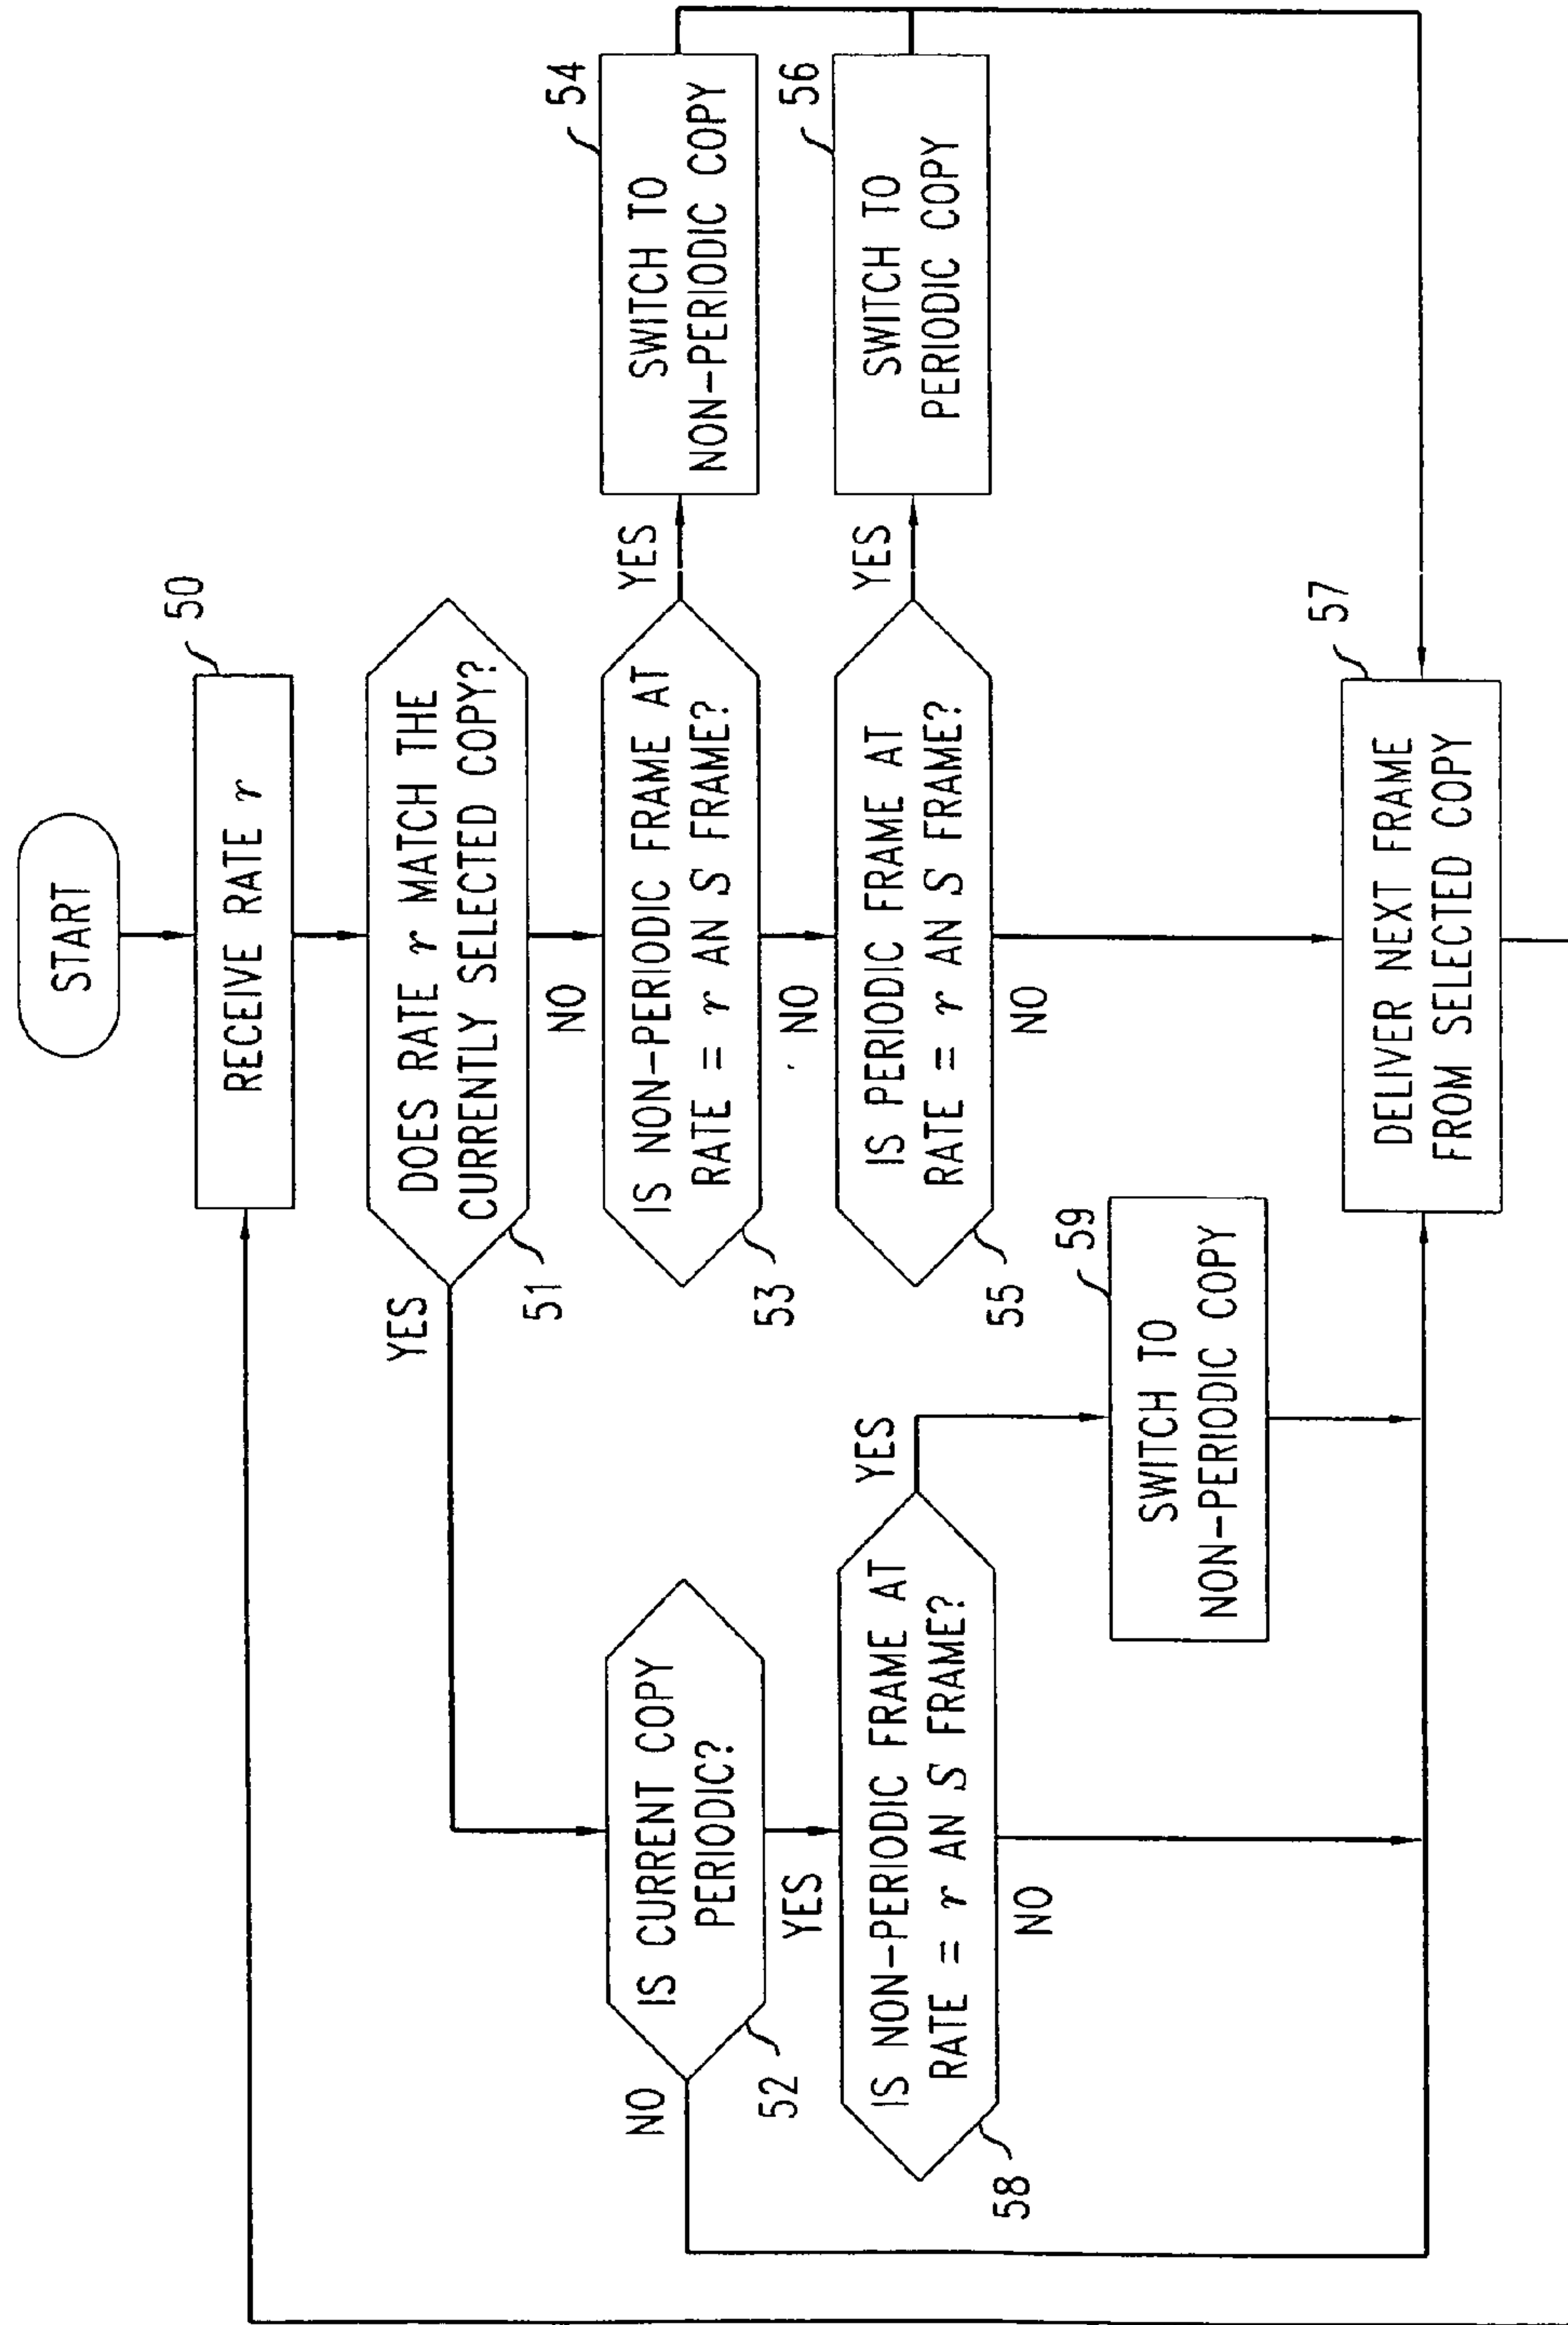 START
50
RECEIVE RATE r
DOES RATE r MATCH THE
CURRENTLY SELECTED COPY?
51
YES
NO
IS CURRENT COPY
PERIODIC?
52
NO
YES
IS NON-PERIODIC FRAME AT
RATE = r AN S FRAME?
53
YES
NO
SWITCH TO
NON-PERIODIC COPY
54
IS NON-PERIODIC FRAME AT
RATE = r AN S FRAME?
58
YES
NO
IS PERIODIC FRAME AT
RATE = r AN S FRAME?
55
YES
NO
SWITCH TO
PERIODIC COPY
56
SWITCH TO
NON-PERIODIC COPY
59
DELIVER NEXT FRAME
FROM SELECTED COPY
57